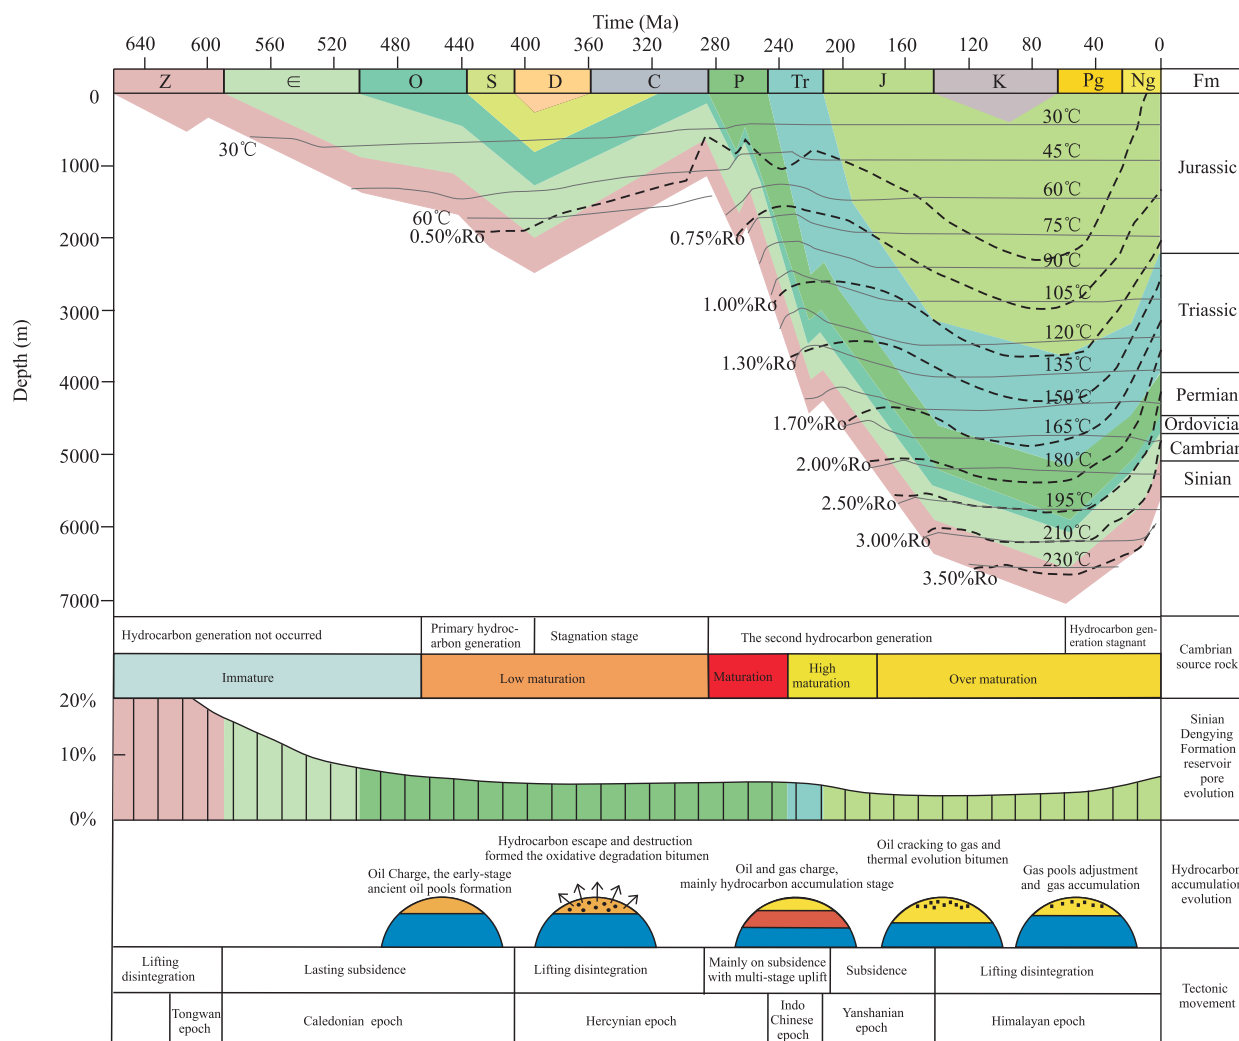 Time (Ma)
640 600 560 520 480 440 400 360 320 280 240 200 160 120 80 40 0
Z ∈ O S D C P Tr J K Pg Ng Fm
Depth (m)
0
1000
2000
3000
4000
5000
6000
7000
30℃
60℃
0.50%Ro
0.75%Ro
1.00%Ro
1.30%Ro
1.70%Ro
2.00%Ro
2.50%Ro
3.00%Ro
3.50%Ro
30℃
45℃
60℃
75℃
90℃
105℃
120℃
135℃
150℃
165℃
180℃
195℃
210℃
230℃
Jurassic
Triassic
Permian
Ordovician
Cambrian
Sinian
Hydrocarbon generation not occurred
Primary hydroc-
arbon generation
Stagnation stage
The second hydrocarbon generation
Hydrocarbon gen-
eration stagnant
Cambrian
source rock
Immature
Low maturation
Maturation
High
maturation
Over maturation
20%
10%
0%
Sinian
Dengying
Formation
reservoir
pore
evolution
Oil Charge, the early-stage
ancient oil pools formation
Hydrocarbon escape and destruction
formed the oxidative degradation bitumen
Oil and gas charge,
mainly hydrocarbon accumulation stage
Oil cracking to gas and
thermal evolution bitumen
Gas pools adjustment
and gas accumulation
Hydrocarbon
accumulation
evolution
Lifting
disintegration
Lasting subsidence
Lifting disintegration
Mainly on subsidence
with multi-stage uplift
Subsidence
Lifting disintegration
Tectonic
movement
Tongwan
epoch
Caledonian epoch
Hercynian epoch
Indo
Chinese
epoch
Yanshanian
epoch
Himalayan epoch